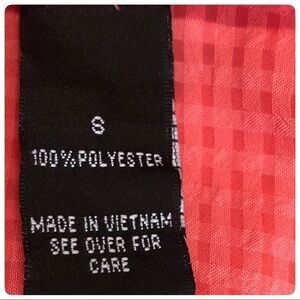 S
100%POLYESTER
MADE IN VIETNAM
SEE OVER FOR
CARE